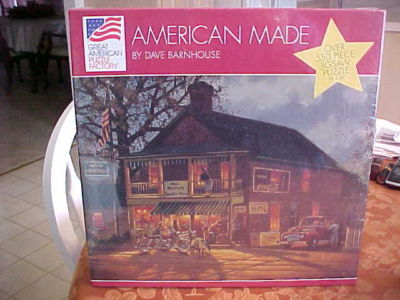 GREAT
AMERICAN
PUZZLE
FACTORY
AMERICAN MADE
BY DAVE BARNHOUSE
OVER
550 PIECE
JIGSAW
PUZZLE